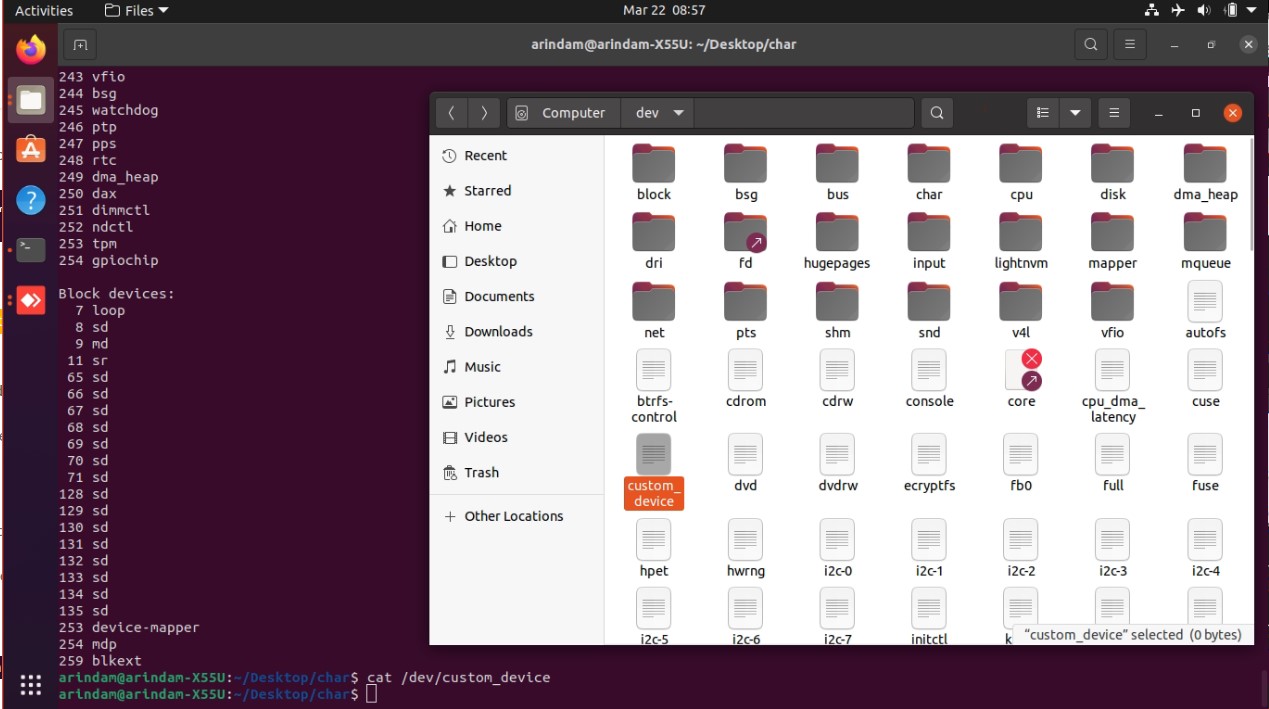 Activities Files Mar 22 08:57
arindam@arindam-X55U: ~/Desktop/char
243 vfio
244 bsg
245 watchdog
246 ptp
247 pps
248 rtc
249 dma_heap
250 dax
251 dimmctl
252 ndctl
253 tpm
254 gpiochip
Block devices:
7 loop
8 sd
9 md
11 sr
65 sd
66 sd
67 sd
68 sd
69 sd
70 sd
71 sd
128 sd
129 sd
130 sd
131 sd
132 sd
133 sd
134 sd
135 sd
253 device-mapper
254 mdp
259 blkext
arindam@arindam-X55U:~/Desktop/char$ cat /dev/custom_device
arindam@arindam-X55U:~/Desktop/char$
Computer dev
Recent
Starred
Home
Desktop
Documents
Downloads
Music
Pictures
Videos
Trash
+ Other Locations
block bsg bus char cpu disk dma_heap
dri fd hugepages input lightnvm mapper mqueue
net pts shm snd v4l vfio autofs
btrfs- cdrom cdrw console core cpu_dma_ cuse
control latency
custom_ dvd dvdrw ecryptfs fb0 full fuse
device
hpet hwrng i2c-0 i2c-1 i2c-2 i2c-3 i2c-4
i2c-5 i2c-6 i2c-7 initctl
"custom_device" selected (0 bytes)